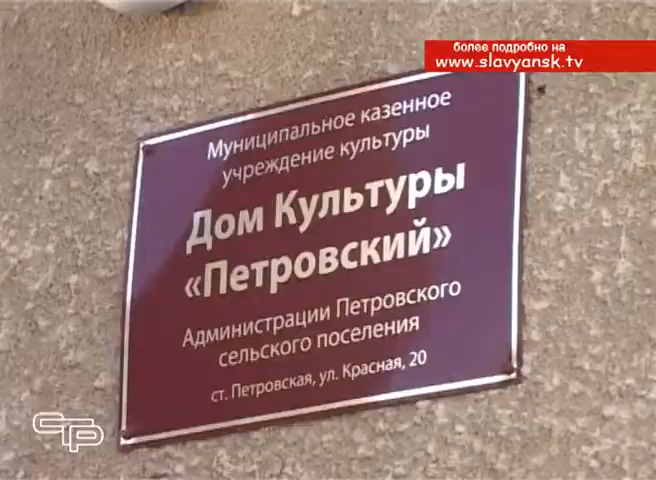 более подробно на
www.slavyansk.tv
Муниципальное казенное
учреждение культуры
Дом Культуры
«Петровский»
Администрации Петровского
сельского поселения
ст. Петровская, ул. Красная, 20
СТР